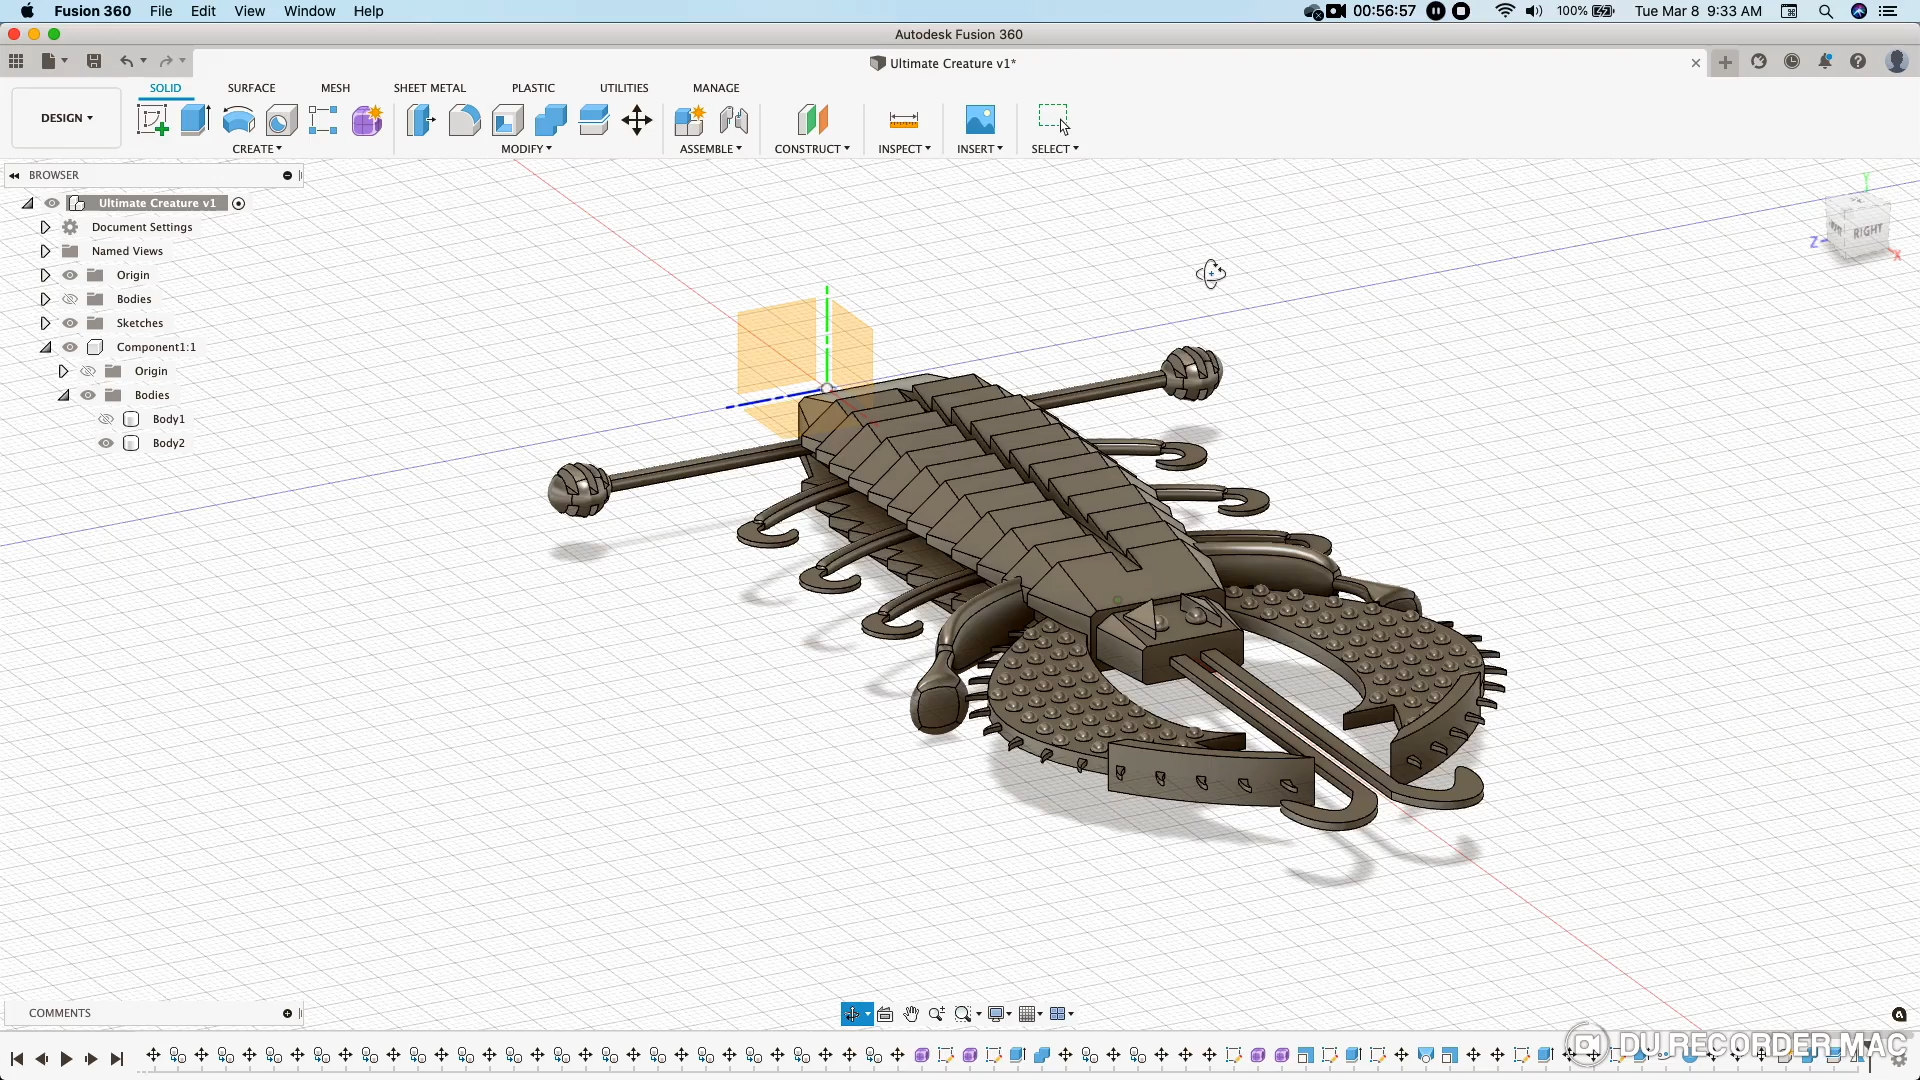 Fusion 360 File Edit View Window Help 00:56:57 100% Tue Mar 8 9:33 AM
Autodesk Fusion 360
Ultimate Creature v1*
SOLID SURFACE MESH SHEET METAL PLASTIC UTILITIES MANAGE
DESIGN
CREATE MODIFY ASSEMBLE CONSTRUCT INSPECT INSERT SELECT
BROWSER
Ultimate Creature v1
Document Settings
Named Views
Origin
Bodies
Sketches
Component1:1
Origin
Bodies
Body1
Body2
Y
Z
X
RIGHT
COMMENTS
DU RECORDER MAC